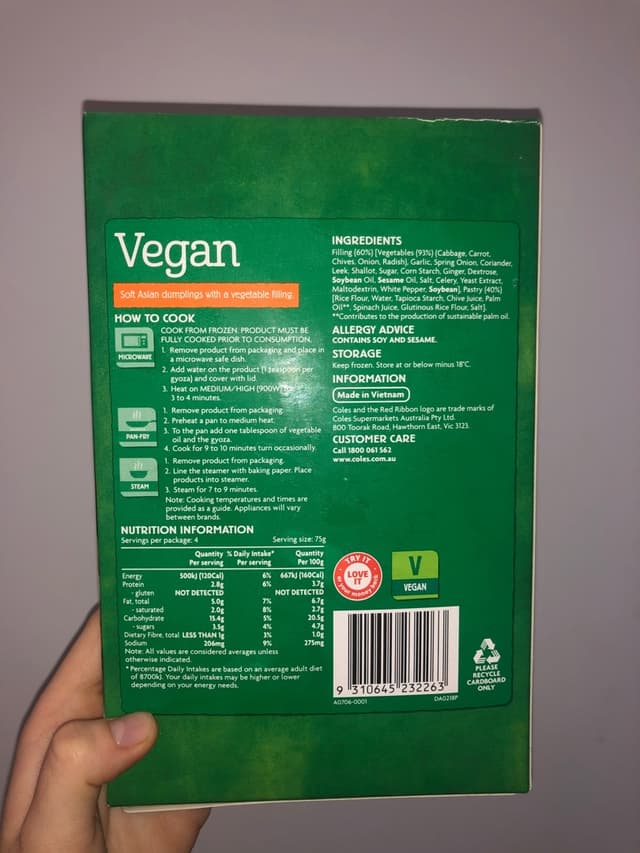 Vegan
Soft Asian dumplings with a vegetable filling.
HOW TO COOK
MICROWAVE
COOK FROM FROZEN. PRODUCT MUST BE
FULLY COOKED PRIOR TO CONSUMPTION.
1. Remove product from packaging and place in
a microwave safe dish.
2. Add water on the product (1 teaspoon per
gyoza) and cover with lid.
3. Heat on MEDIUM/HIGH (900W)
3 to 4 minutes.
PAN-FRY
1. Remove product from packaging.
2. Preheat a pan to medium heat.
3. To the pan add one tablespoon of vegetable
oil and the gyoza.
4. Cook for 9 to 10 minutes turn occasionally.
STEAM
1. Remove product from packaging.
2. Line the steamer with baking paper. Place
products into steamer.
3. Steam for 7 to 9 minutes.
Note: Cooking temperatures and times are
provided as a guide. Appliances will vary
between brands.
NUTRITION INFORMATION
Servings per package: 4 Serving size: 75g
Quantity % Daily Intake* Quantity
Per serving Per serving Per 100g
Energy 500kJ (120Cal) 6% 667kJ (160Cal)
Protein 2.8g 6% 3.7g
- gluten NOT DETECTED NOT DETECTED
Fat, total 5.0g 7% 6.7g
- saturated 2.0g 8% 2.7g
Carbohydrate 15.4g 5% 20.5g
- sugars 3.5g 4% 4.7g
Dietary Fibre, total LESS THAN 1g 3% 1.0g
Sodium 206mg 9% 275mg
Note: All values are considered averages unless
otherwise indicated.
* Percentage Daily Intakes are based on an average adult diet
of 8700kJ. Your daily intakes may be higher or lower
depending on your energy needs.
INGREDIENTS
Filling (60%) [Vegetables (93%) (Cabbage, Carrot,
Chives, Onion, Radish), Garlic, Spring Onion, Coriander,
Leek, Shallot, Sugar, Corn Starch, Ginger, Dextrose,
Soybean Oil, Sesame Oil, Salt, Celery, Yeast Extract,
Maltodextrin, White Pepper, Soybean], Pastry (40%)
[Rice Flour, Water, Tapioca Starch, Chive Juice, Palm
Oil**, Spinach Juice, Glutinous Rice Flour, Salt].
**Contributes to the production of sustainable palm oil.
ALLERGY ADVICE
CONTAINS SOY AND SESAME.
STORAGE
Keep frozen. Store at or below minus 18°C.
INFORMATION
Made in Vietnam
Coles and the Red Ribbon logo are trade marks of
Coles Supermarkets Australia Pty Ltd.
800 Toorak Road, Hawthorn East, Vic 3123.
CUSTOMER CARE
Call 1800 061 562
www.coles.com.au
TRY IT
LOVE
IT
or your money back
V
VEGAN
9 310645 232263
A0706-0001
DA0218P
PLEASE
RECYCLE
CARDBOARD
ONLY